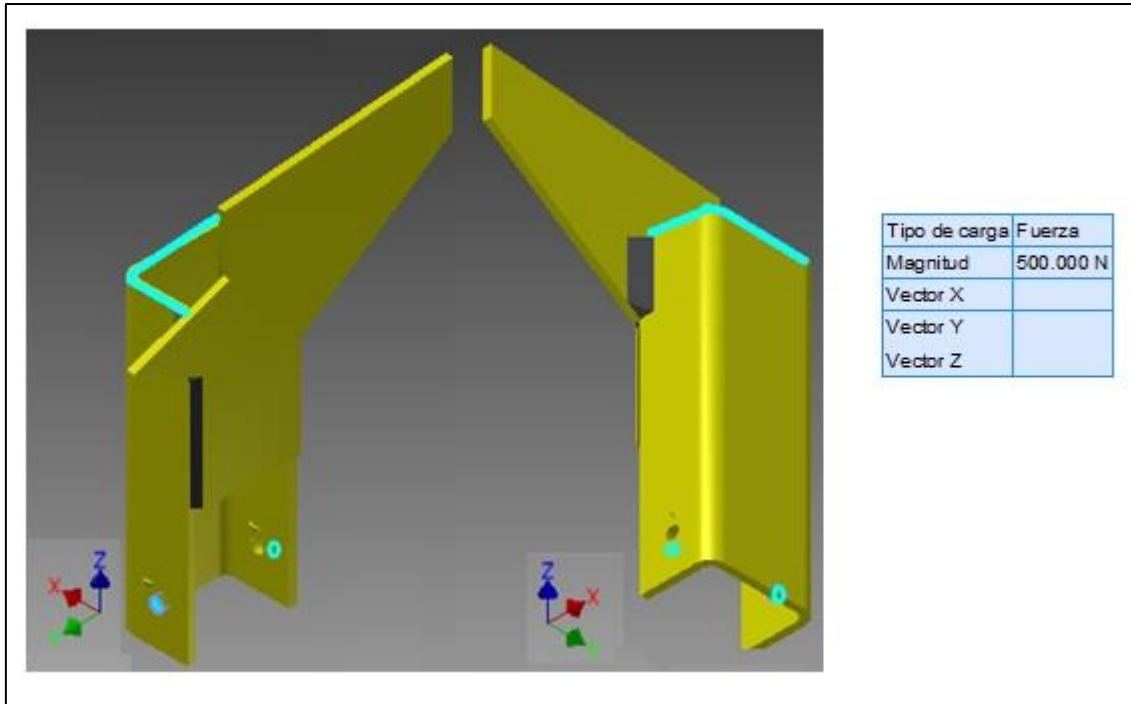 Tipo de carga Fuerza
Magnitud 500.000 N
Vector X
Vector Y
Vector Z
Z
X
Z
X